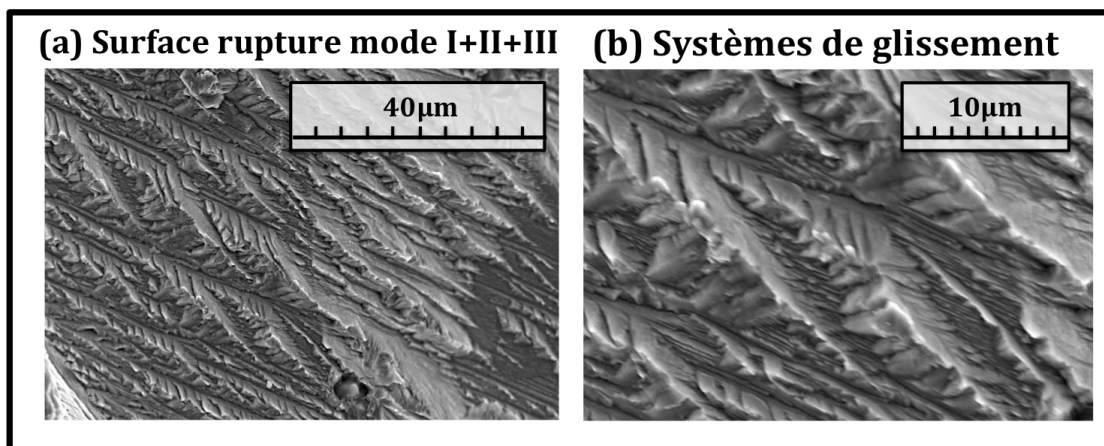 (a) Surface rupture mode I+II+III
(b) Systèmes de glissement
40μm
10μm